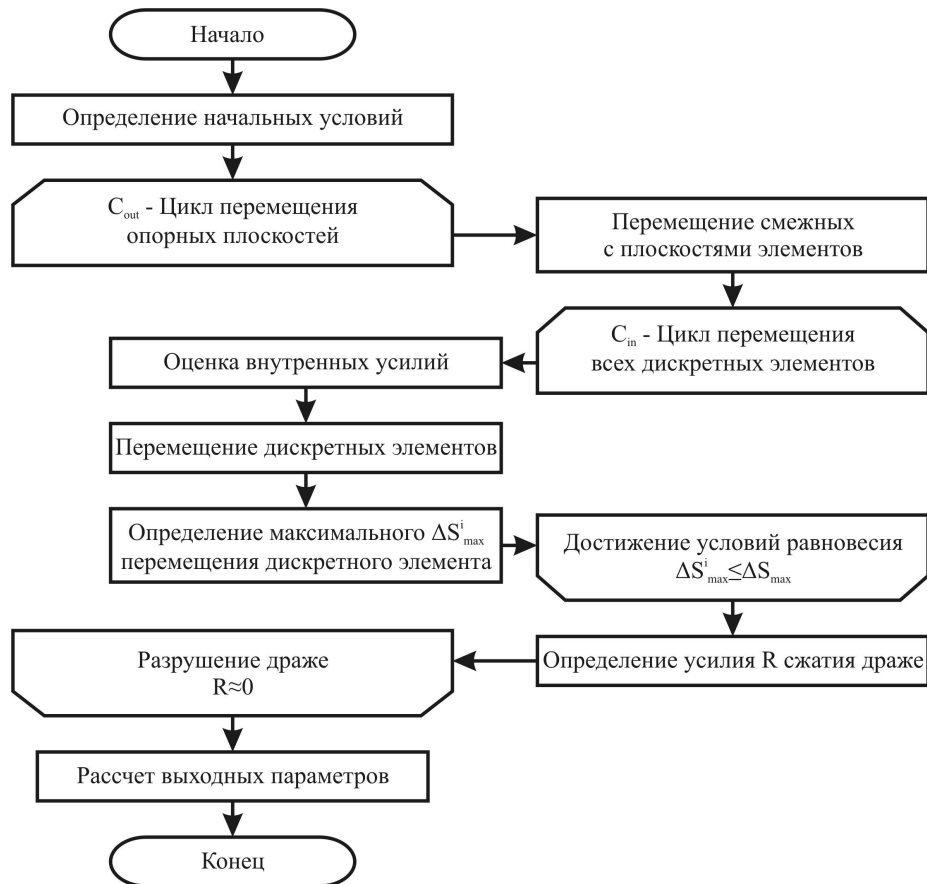 Начало
Определение начальных условий
C_out - Цикл перемещения
опорных плоскостей
Перемещение смежных
с плоскостями элементов
C_in - Цикл перемещения
всех дискретных элементов
Оценка внутренных усилий
Перемещение дискретных элементов
Определение максимального ΔS^i_max
перемещения дискретного элемента
Достижение условий равновесия
ΔS^i_max≤ΔS_max
Определение усилия R сжатия драже
Разрушение драже
R≈0
Рассчет выходных параметров
Конец